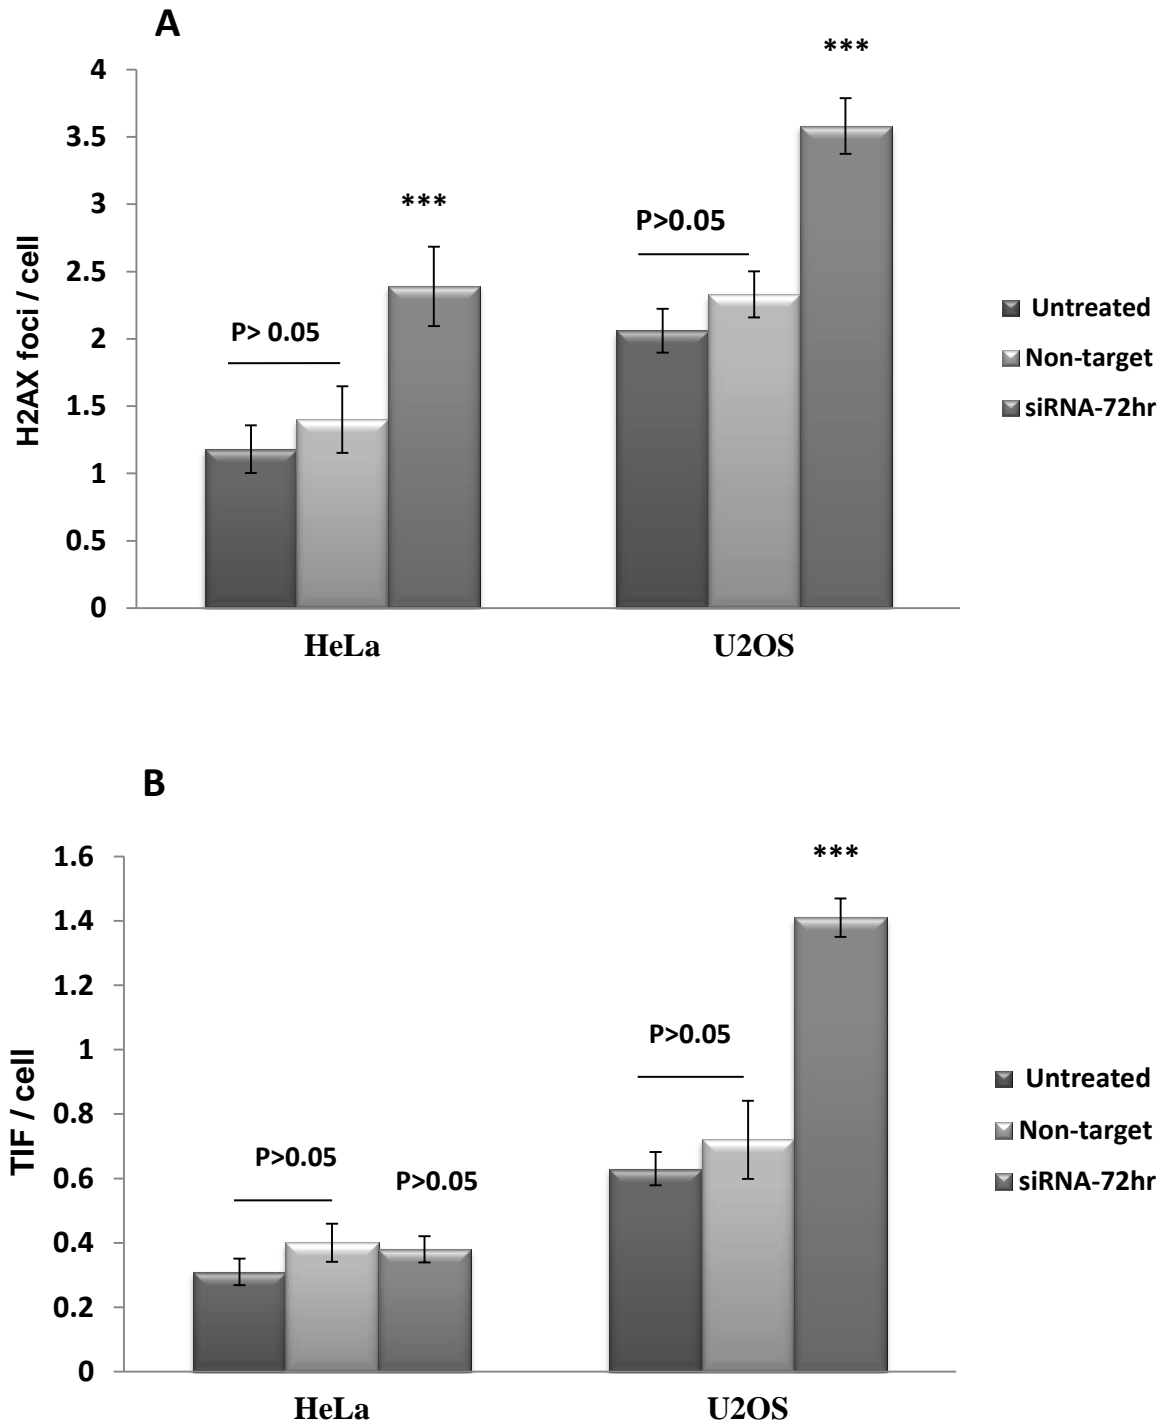 A
***
4
3.5
3
2.5
2
1.5
1
0.5
0
H2AX foci / cell
***
P>0.05
P> 0.05
Untreated
Non-target
siRNA-72hr
HeLa
U2OS
B
***
1.6
1.4
1.2
1
0.8
0.6
0.4
0.2
0
TIF / cell
P>0.05
P>0.05
P>0.05
Untreated
Non-target
siRNA-72hr
HeLa
U2OS